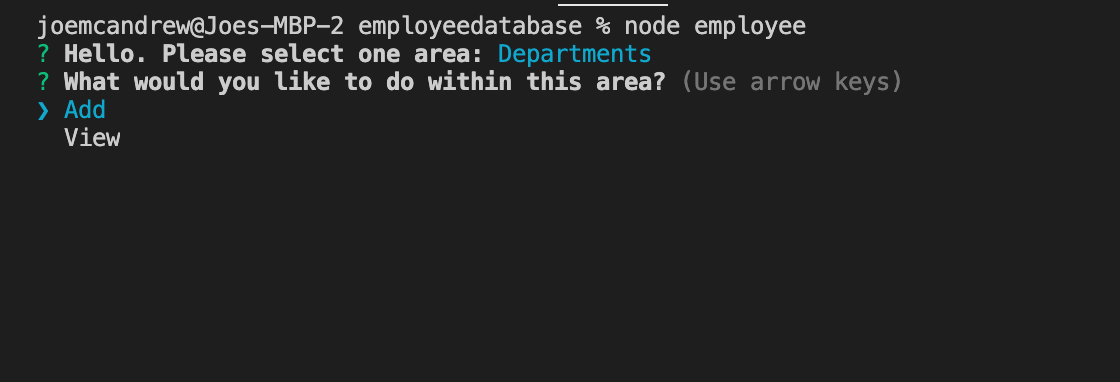 joemcandrew@Joes-MBP-2 employeedatabase % node employee
? Hello. Please select one area: Departments
? What would you like to do within this area? (Use arrow keys)
❯ Add
  View